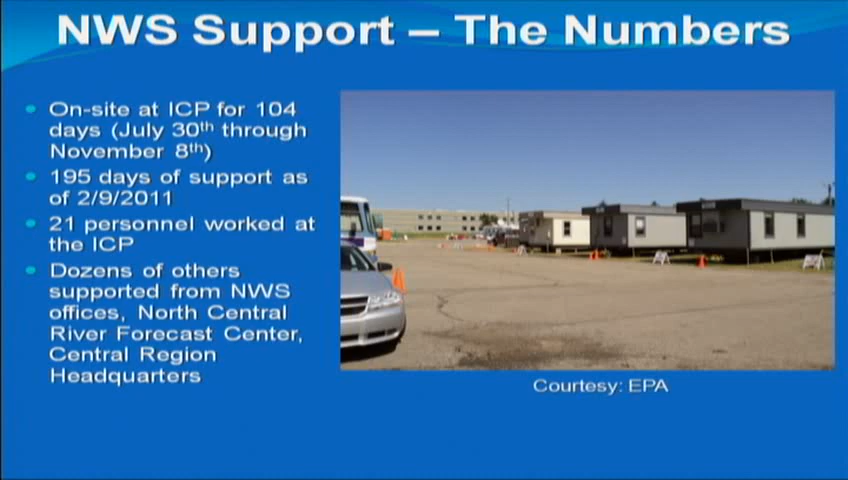 NWS Support – The Numbers
On-site at ICP for 104
days (July 30th through
November 8th)
195 days of support as
of 2/9/2011
21 personnel worked at
the ICP
Dozens of others
supported from NWS
offices, North Central
River Forecast Center,
Central Region
Headquarters
Courtesy: EPA